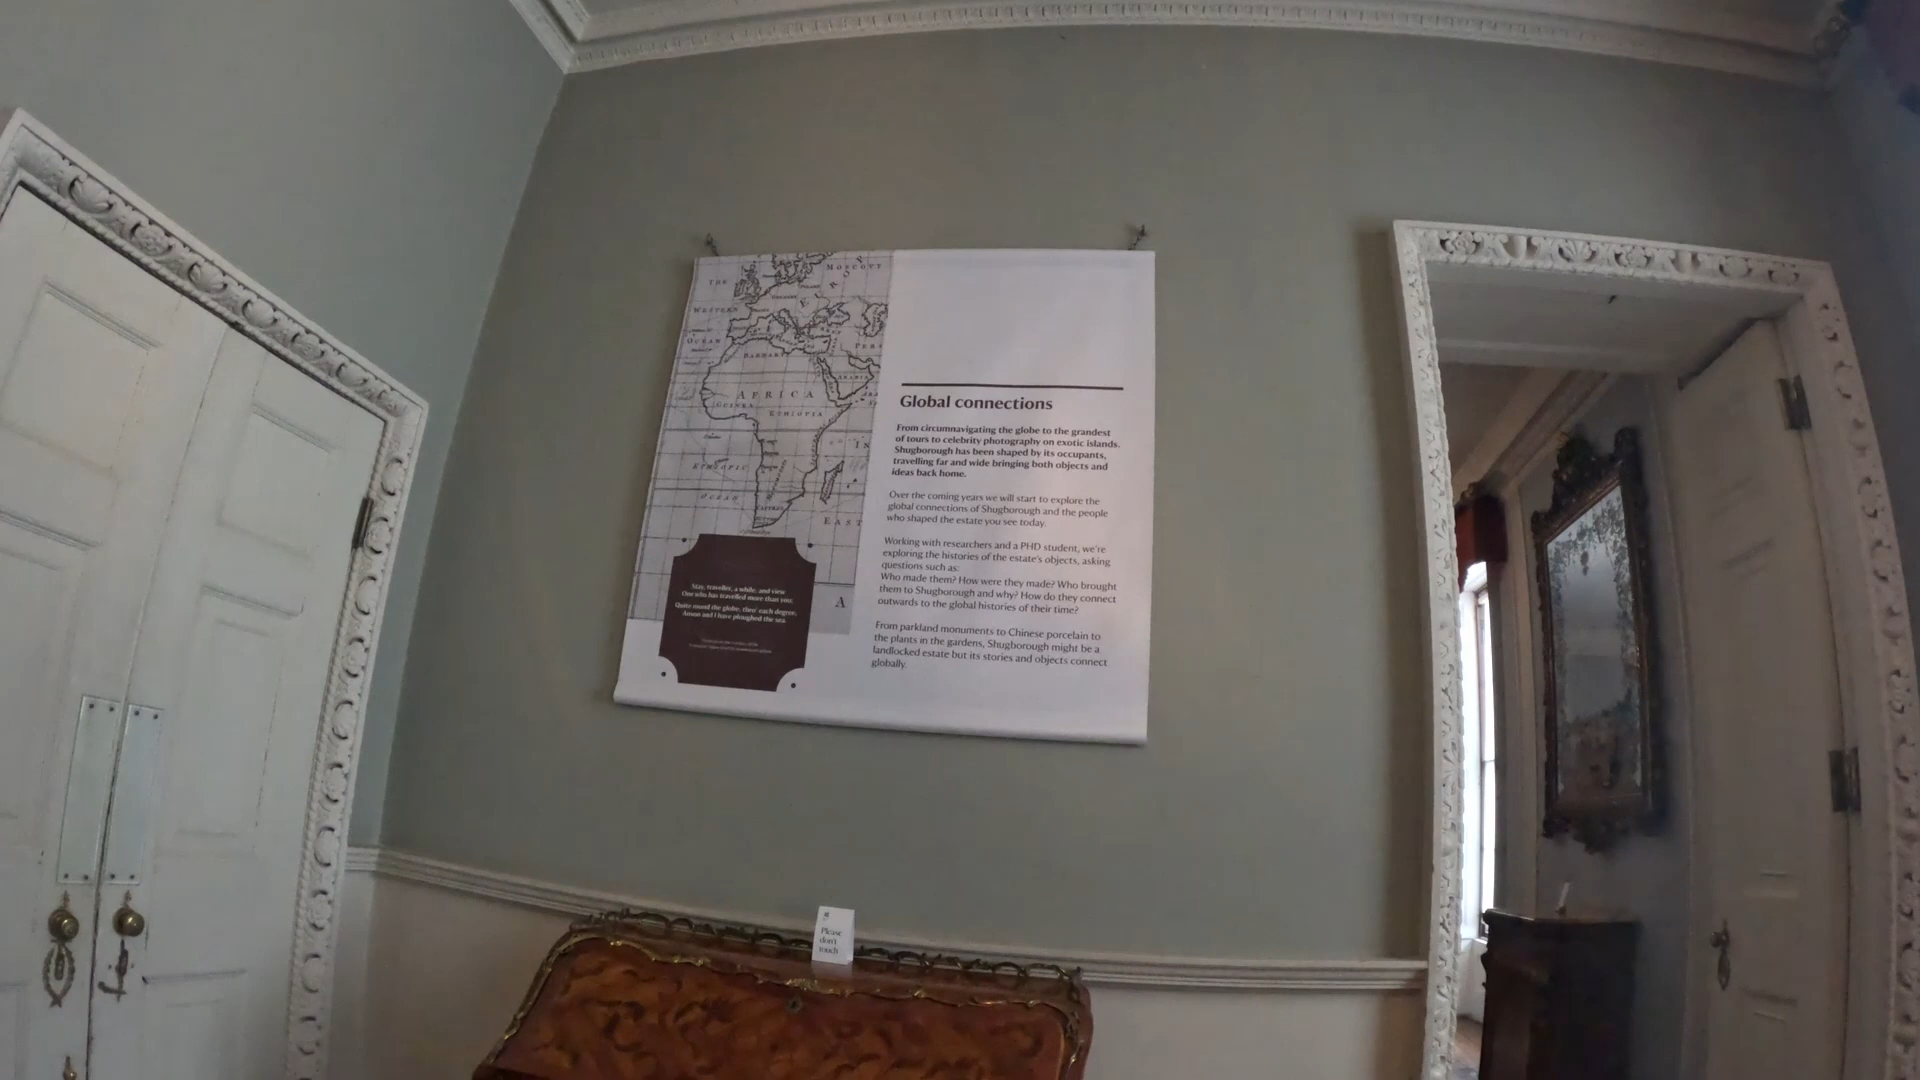 THE
WESTERN
OCEAN
MOSCOVY
BARBARY
PERS
ARABIA
AFRICA
GUINEA
ETHIOPIA
ETHIOPIC
OCEAN
IN
EAST
A
Stay, traveller, a while, and view
One who has travelled more than you:
Quite round the globe, thro' each degree,
Anson and I have ploughed the sea.
Global connections
From circumnavigating the globe to the grandest
of tours to celebrity photography on exotic islands.
Shugborough has been shaped by its occupants,
travelling far and wide bringing both objects and
ideas back home.
Over the coming years we will start to explore the
global connections of Shugborough and the people
who shaped the estate you see today.
Working with researchers and a PHD student, we're
exploring the histories of the estate's objects, asking
questions such as:
Who made them? How were they made? Who brought
them to Shugborough and why? How do they connect
outwards to the global histories of their time?
From parkland monuments to Chinese porcelain to
the plants in the gardens, Shugborough might be a
landlocked estate but its stories and objects connect
globally.
Please
don't
touch